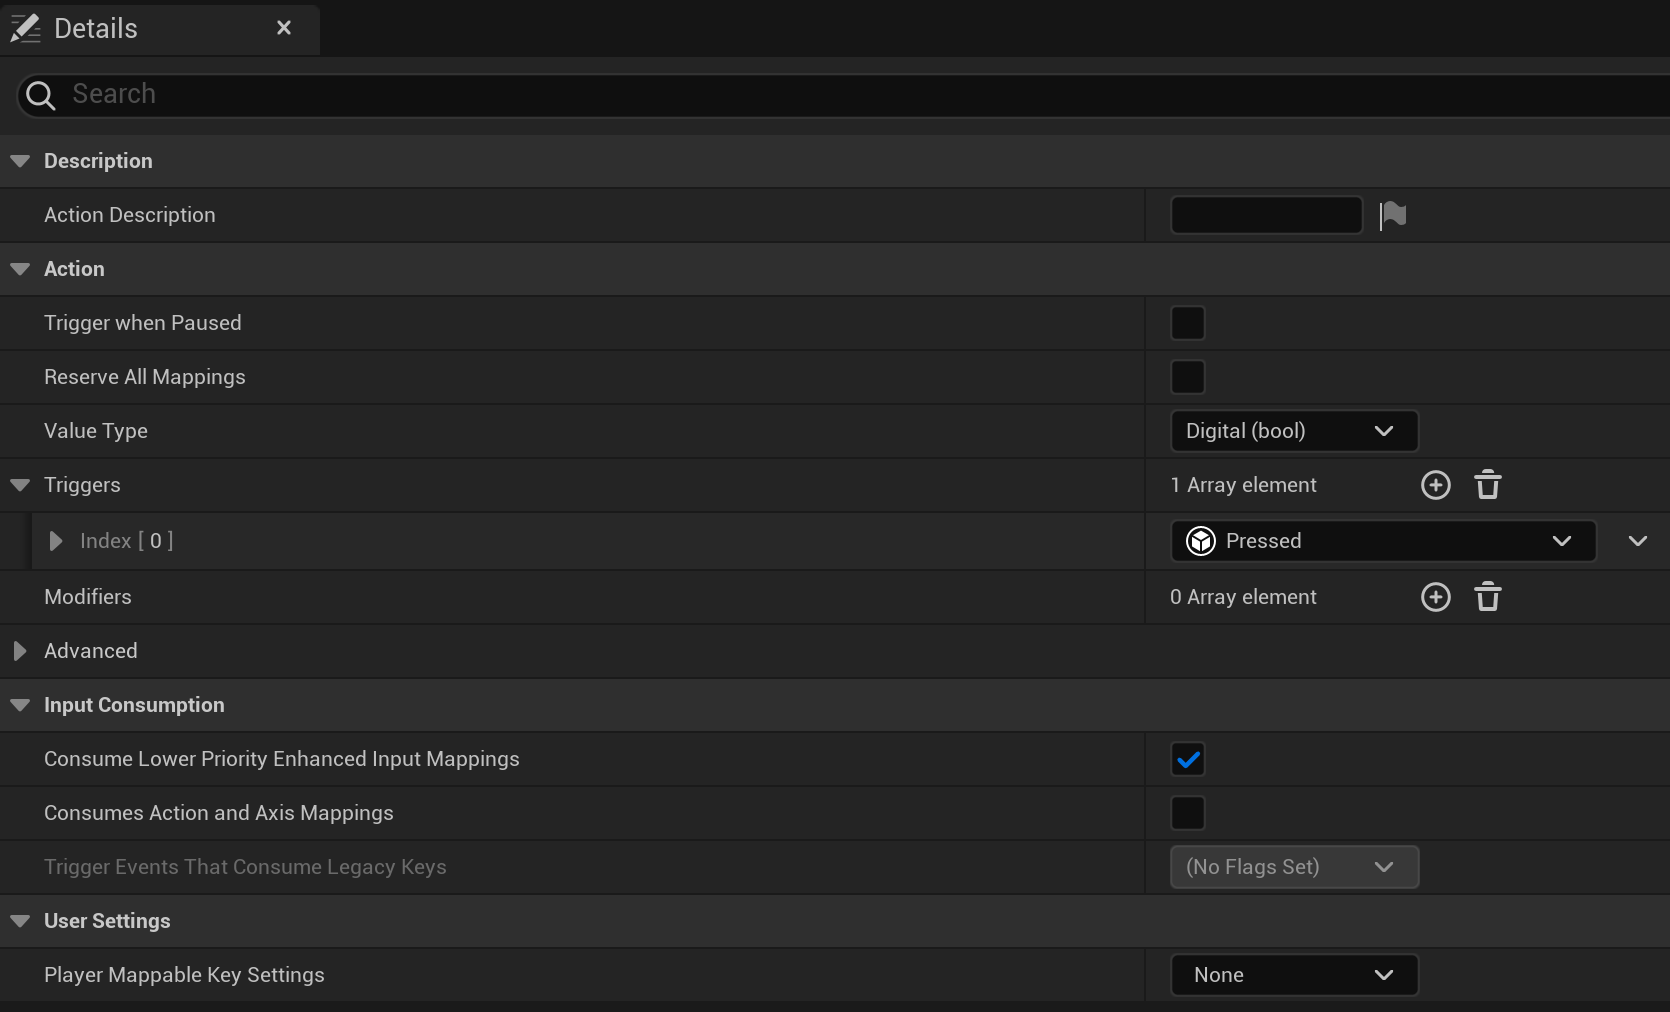 Details
Search
Description
Action Description
Action
Trigger when Paused
Reserve All Mappings
Value Type Digital (bool)
Triggers 1 Array element
Index [ 0 ] Pressed
Modifiers 0 Array element
Advanced
Input Consumption
Consume Lower Priority Enhanced Input Mappings
Consumes Action and Axis Mappings
Trigger Events That Consume Legacy Keys (No Flags Set)
User Settings
Player Mappable Key Settings None